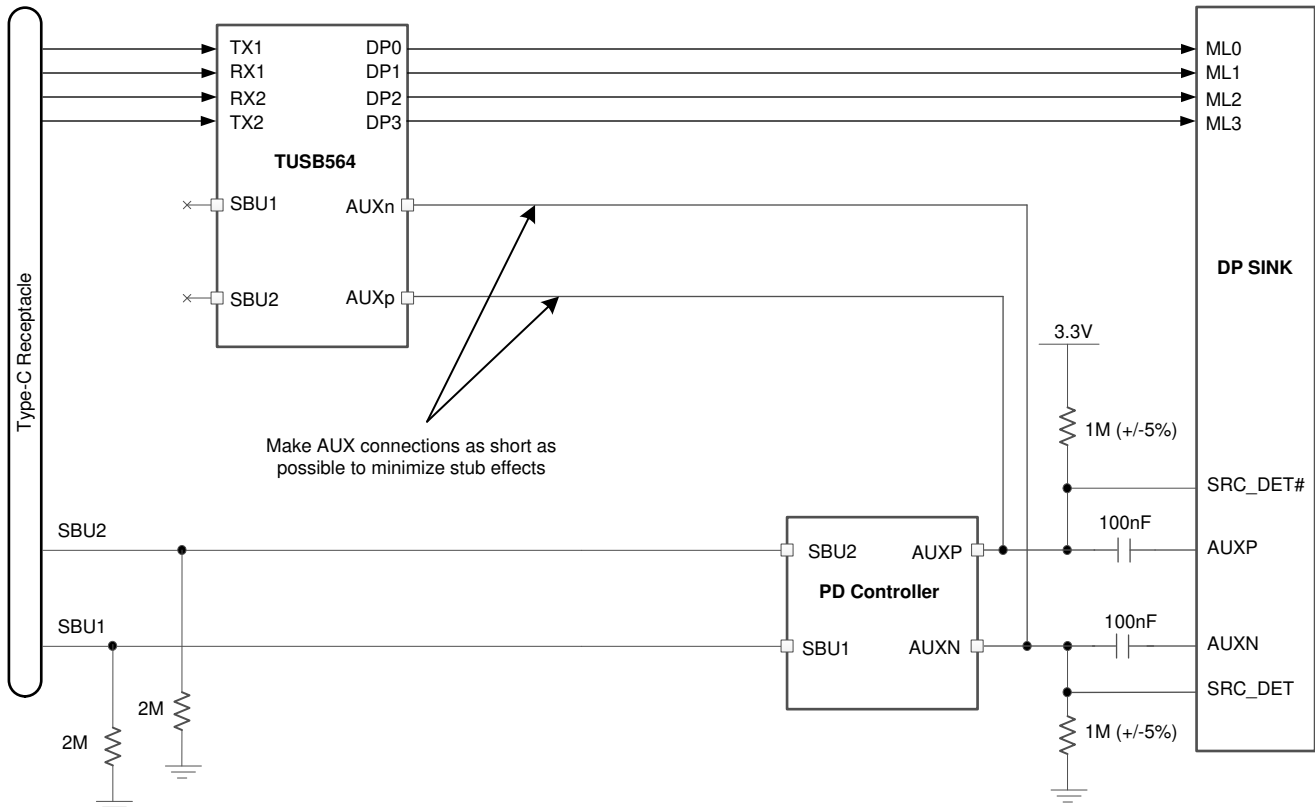 Type-C Receptacle
TX1
RX1
RX2
TX2
DP0
DP1
DP2
DP3
TUSB564
SBU1
AUXn
SBU2
AUXp
ML0
ML1
ML2
ML3
DP SINK
Make AUX connections as short as
possible to minimize stub effects
3.3V
1M (+/-5%)
SRC_DET#
100nF
AUXP
100nF
AUXN
SRC_DET
1M (+/-5%)
SBU2
SBU1
SBU2
AUXP
PD Controller
SBU1
AUXN
2M
2M